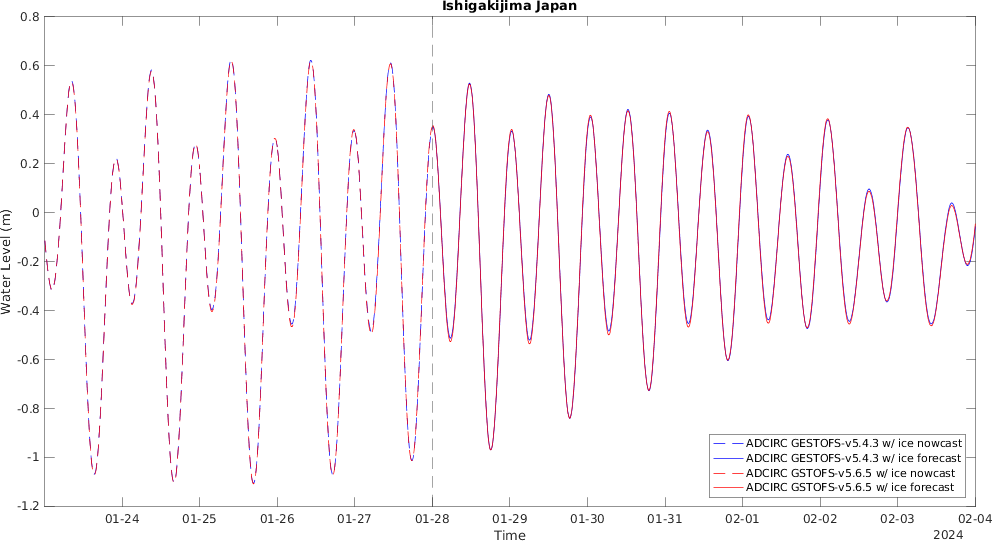 Ishigakijima Japan
0.8
0.6
0.4
0.2
0
-0.2
-0.4
-0.6
-0.8
-1
-1.2
Water Level (m)
ADCIRC GESTOFS-v5.4.3 w/ ice nowcast
ADCIRC GESTOFS-v5.4.3 w/ ice forecast
ADCIRC GSTOFS-v5.6.5 w/ ice nowcast
ADCIRC GSTOFS-v5.6.5 w/ ice forecast
01-24 01-25 01-26 01-27 01-28 01-29 01-30 01-31 02-01 02-02 02-03 02-04
Time
2024